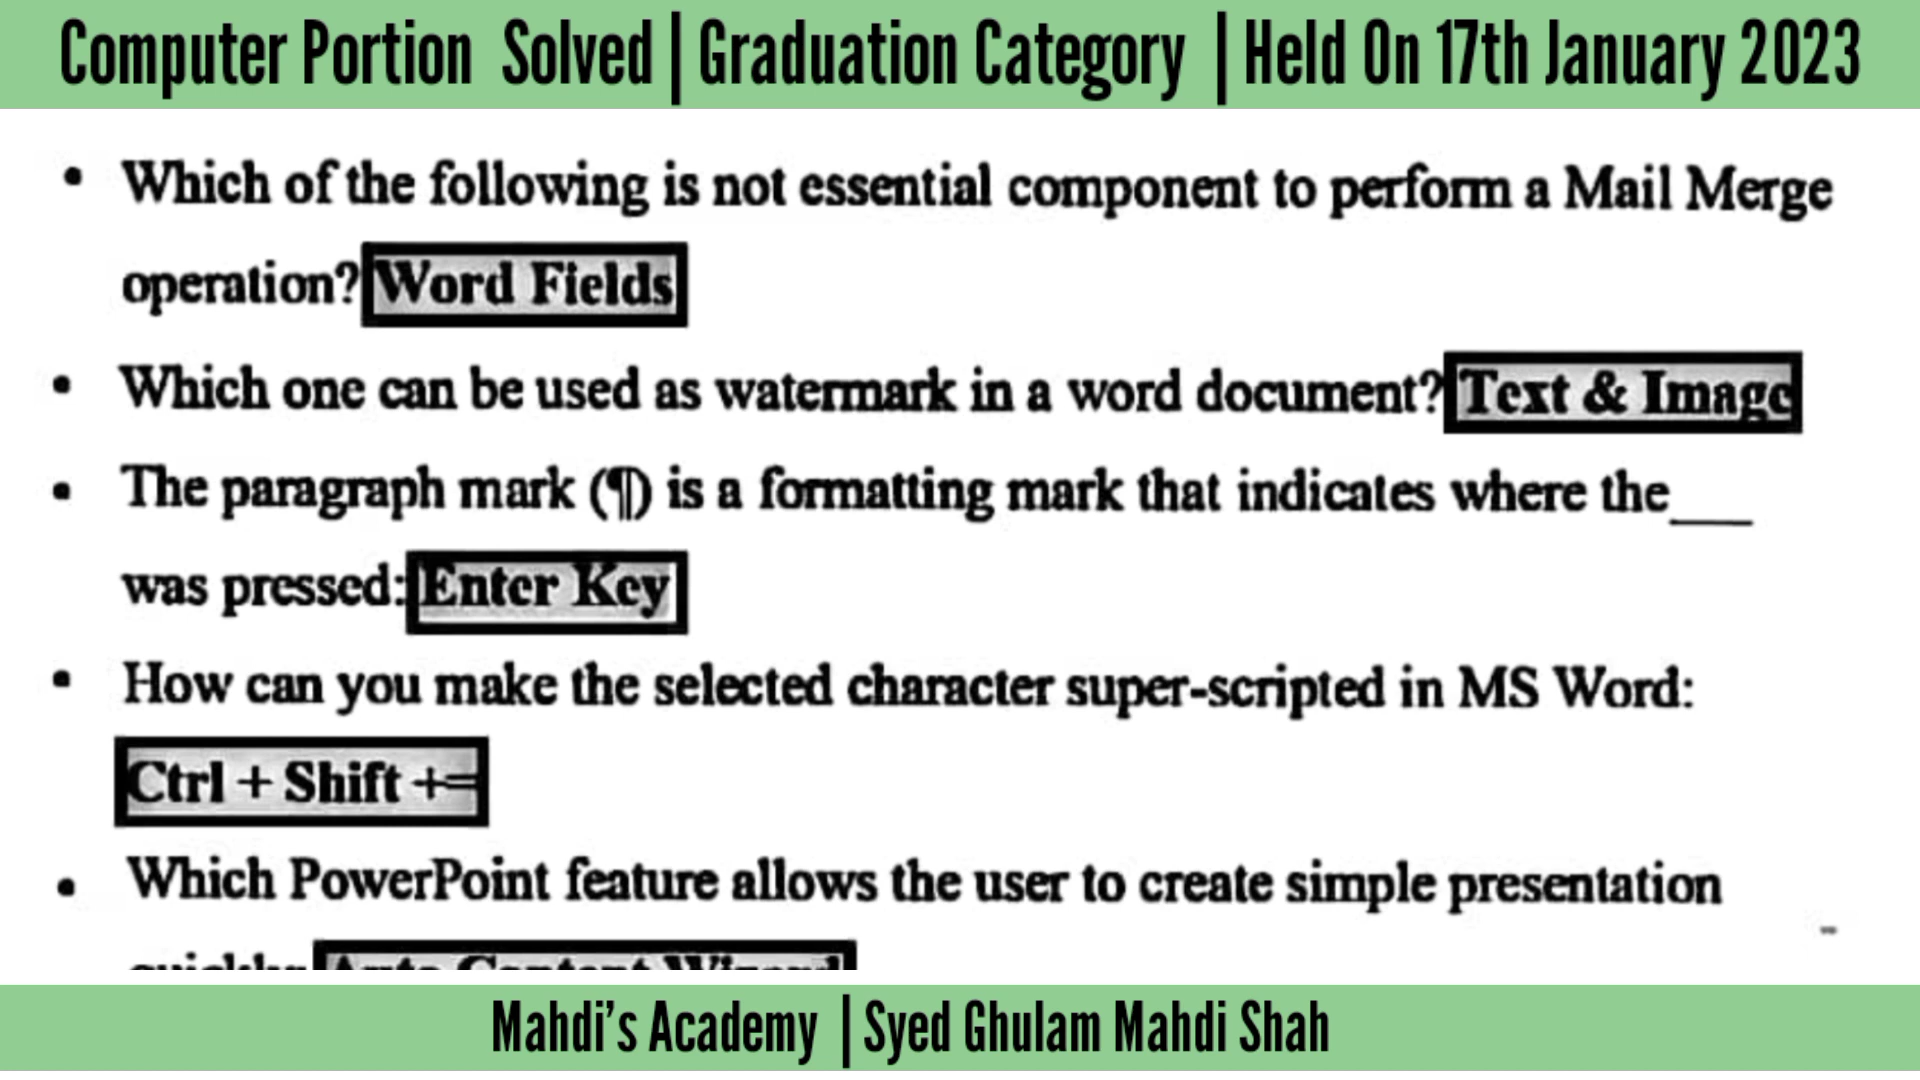 Computer Portion Solved | Graduation Category | Held On 17th January 2023
• Which of the following is not essential component to perform a Mail Merge
operation? Word Fields
• Which one can be used as watermark in a word document? Text & Image
• The paragraph mark (¶) is a formatting mark that indicates where the___
was pressed: Enter Key
• How can you make the selected character super-scripted in MS Word:
Ctrl + Shift +=
• Which PowerPoint feature allows the user to create simple presentation
quickly: Auto Content Wizard
Mahdi's Academy | Syed Ghulam Mahdi Shah